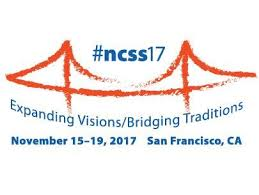 #ncss17
Expanding Visions/Bridging Traditions
November 15–19, 2017 San Francisco, CA